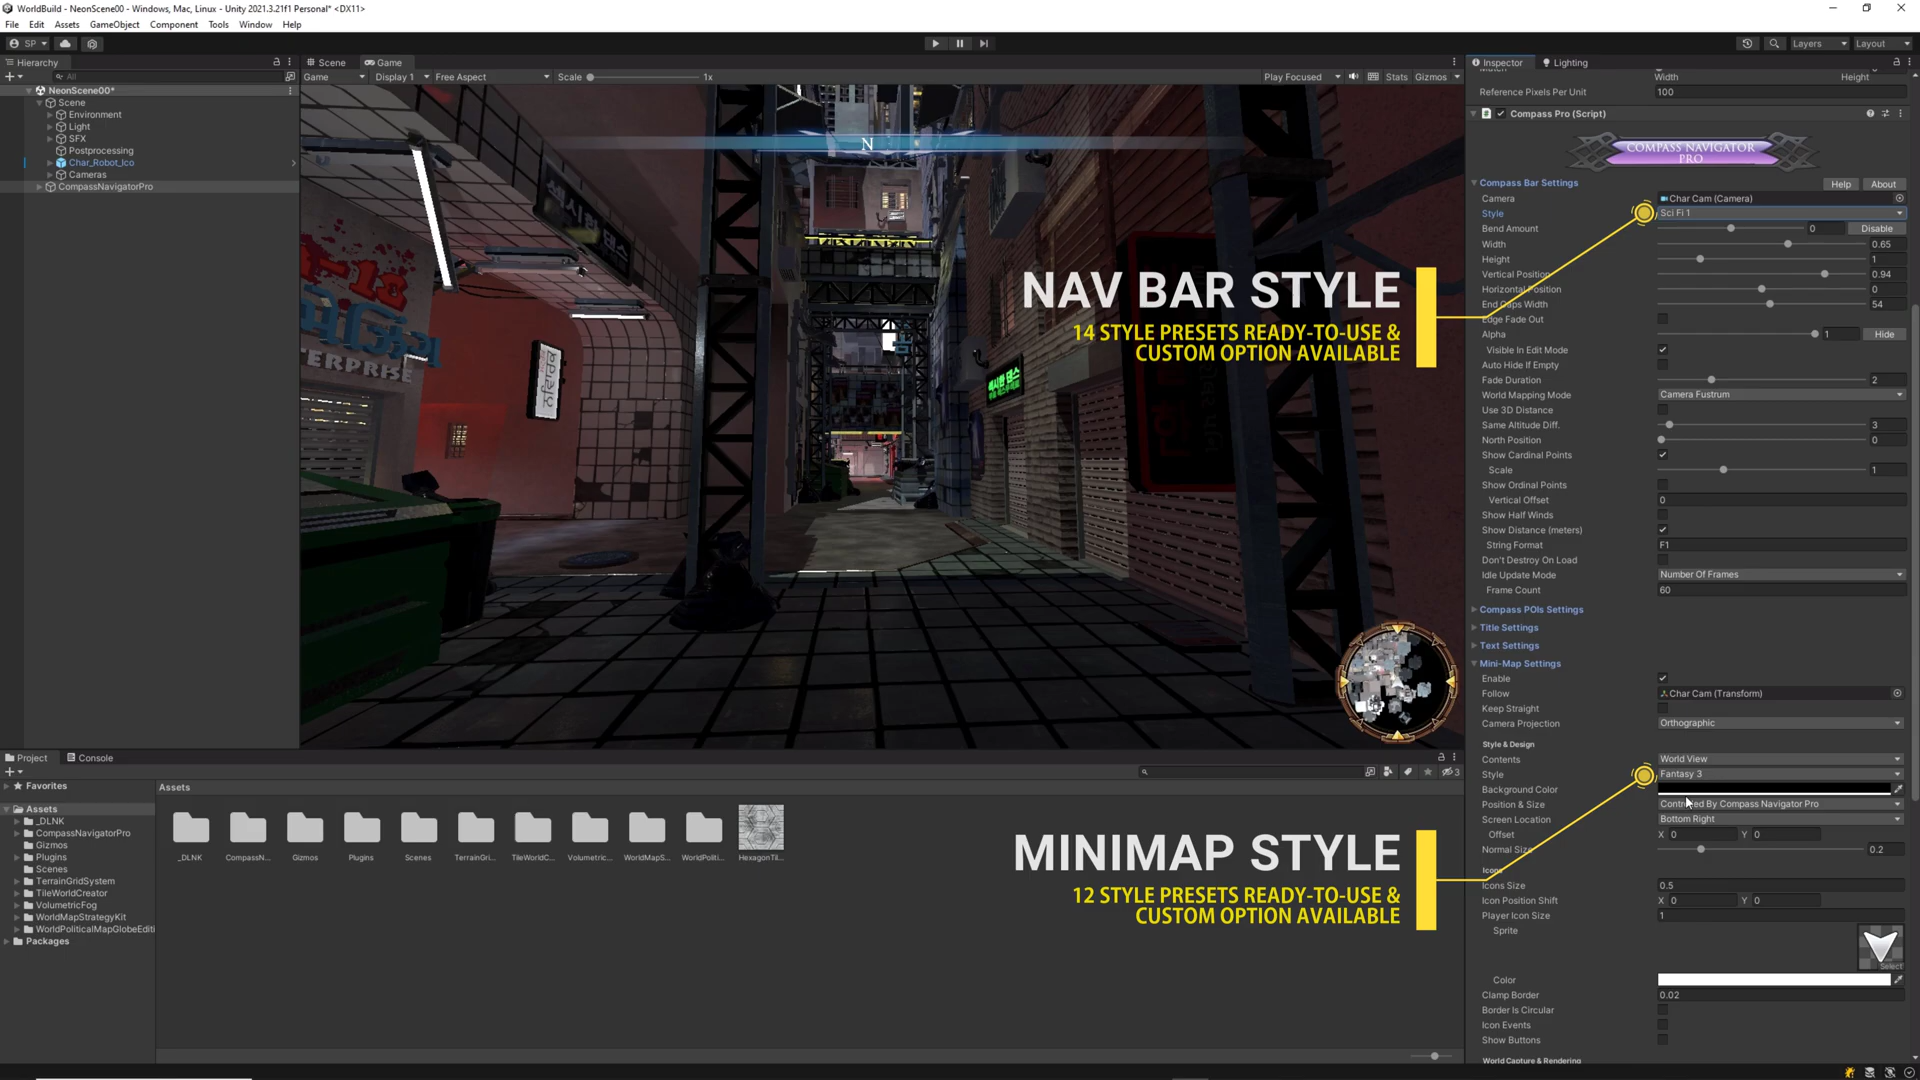 WorldBuild - NeonScene00 - Windows, Mac, Linux - Unity 2021.3.21f1 Personal* <DX11>
File Edit Assets GameObject Component Tools Window Help
SP
Layers Layout
Hierarchy
All
NeonScene00*
Scene
Environment
Light
SFX
Postprocessing
Char_Robot_Ico
Cameras
CompassNavigatorPro
Scene Game
Game Display 1 Free Aspect Scale 1x Play Focused Stats Gizmos
N
ERPRISE
NAV BAR STYLE
14 STYLE PRESETS READY-TO-USE &
CUSTOM OPTION AVAILABLE
MINIMAP STYLE
12 STYLE PRESETS READY-TO-USE &
CUSTOM OPTION AVAILABLE
Inspector Lighting
Width Height
Reference Pixels Per Unit 100
Compass Pro (Script)
COMPASS NAVIGATOR
PRO
Compass Bar Settings Help About
Camera Char Cam (Camera)
Style Sci Fi 1
Bend Amount 0 Disable
Width 0.65
Height 1
Vertical Position 0.94
Horizontal Position 0
End Caps Width 54
Edge Fade Out
Alpha 1 Hide
Visible In Edit Mode
Auto Hide If Empty
Fade Duration 2
World Mapping Mode Camera Fustrum
Use 3D Distance
Same Altitude Diff. 3
North Position 0
Show Cardinal Points
Scale 1
Show Ordinal Points
Vertical Offset 0
Show Half Winds
Show Distance (meters)
String Format F1
Don't Destroy On Load
Idle Update Mode Number Of Frames
Frame Count 60
Compass POIs Settings
Title Settings
Text Settings
Mini-Map Settings
Enable
Follow Char Cam (Transform)
Keep Straight
Camera Projection Orthographic
Style & Design
Contents World View
Style Fantasy 3
Background Color
Position & Size Controlled By Compass Navigator Pro
Screen Location Bottom Right
Offset X 0 Y 0
Normal Size 0.2
Icons
Icons Size 0.5
Icon Position Shift X 0 Y 0
Player Icon Size 1
Sprite
Select
Color
Clamp Border 0.02
Border Is Circular
Icon Events
Show Buttons
World Capture & Rendering
Project Console
3
Favorites
Assets
_DLNK
CompassNavigatorPro
Gizmos
Plugins
Scenes
TerrainGridSystem
TileWorldCreator
VolumetricFog
WorldMapStrategyKit
WorldPoliticalMapGlobeEditi
Packages
Assets
_DLNK CompassN... Gizmos Plugins Scenes TerrainGri... TileWorldC... Volumetric... WorldMapS... WorldPoliti... HexagonTil...